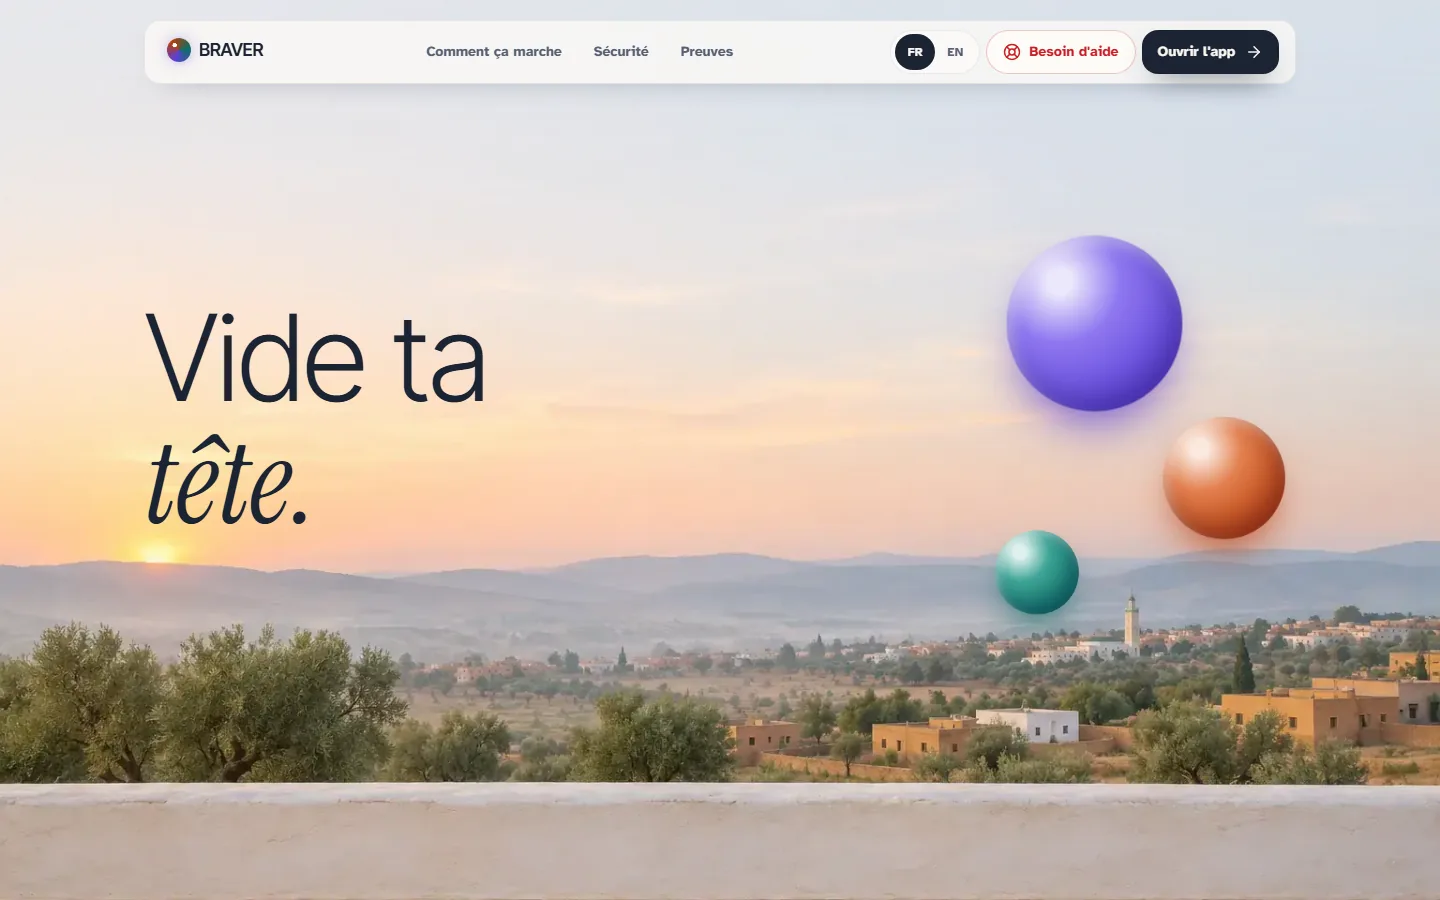 BRAVER
Comment ça marche
Sécurité
Preuves
FR
EN
Besoin d'aide
Ouvrir l'app
Vide ta
tête.